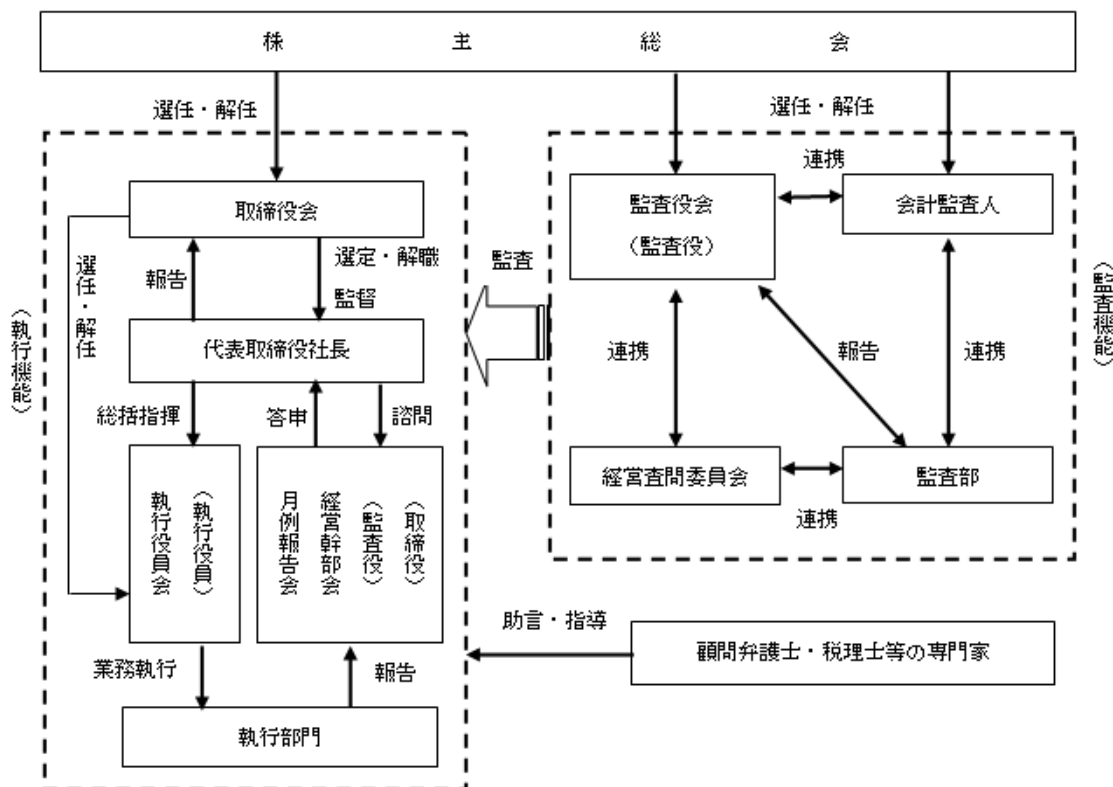 株主総会
選任・解任
選任・解任
連携
取締役会
監査役会
（監査役）
会計監査人
選任・解任
報告
選定・解職
監督
監査
（執行機能）
（監査機能）
代表取締役社長
連携
報告
連携
総括指揮
答申
諮問
執行役員会
（執行役員）
月例報告会
経営幹部会
（監査役）
（取締役）
経営査問委員会
監査部
連携
助言・指導
顧問弁護士・税理士等の専門家
業務執行
報告
執行部門